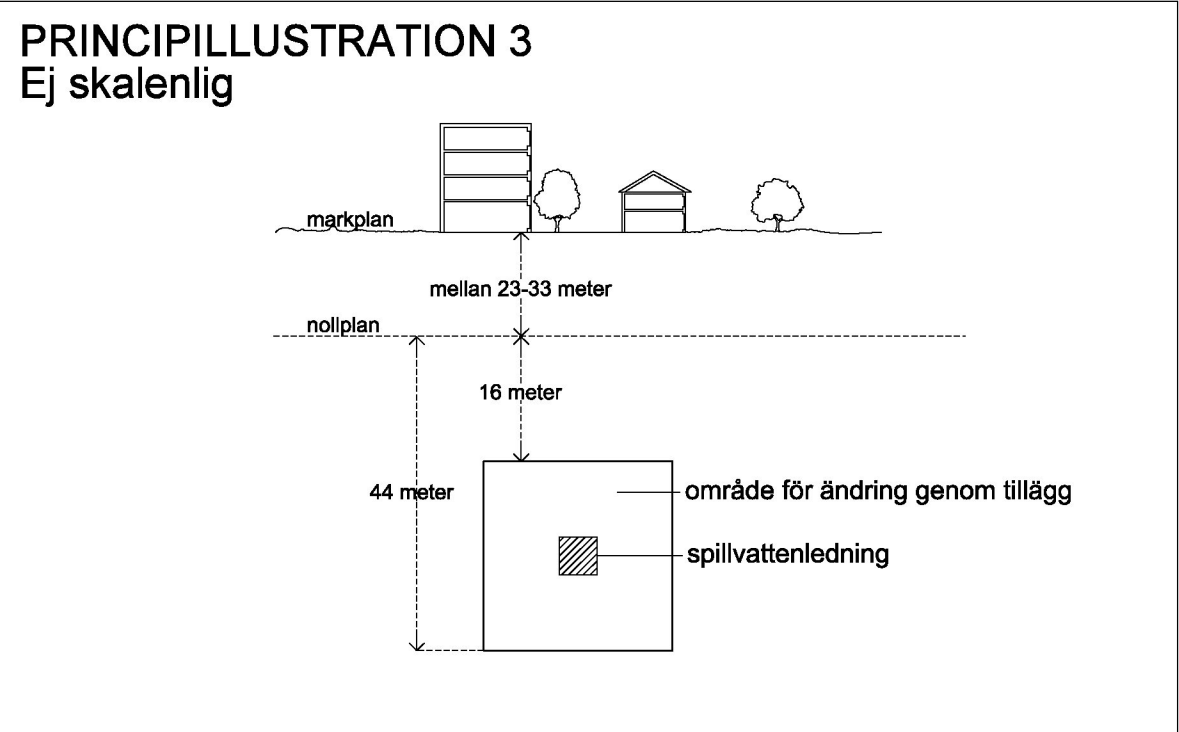 PRINCIPILLUSTRATION 3
Ej skalenlig
markplan
mellan 23-33 meter
nollplan
16 meter
44 meter
område för ändring genom tillägg
spillvattenledning